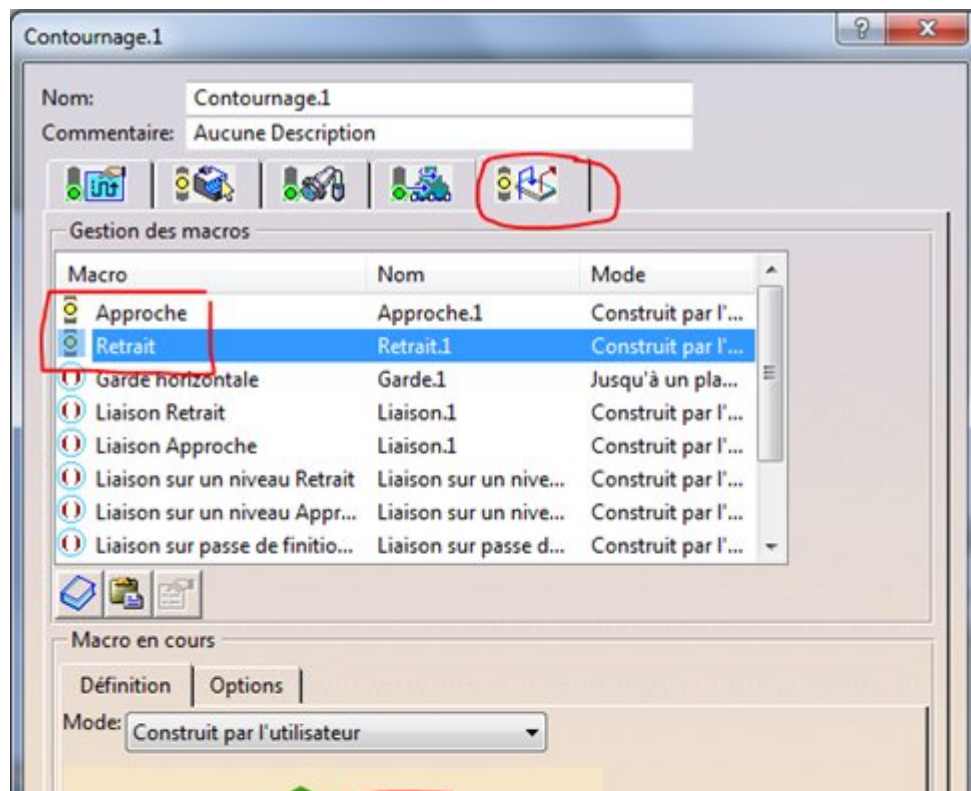 Contournage.1
Nom: Contournage.1
Commentaire: Aucune Description
Gestion des macros
Macro Nom Mode
Approche Approche.1 Construit par l'...
Retrait Retrait.1 Construit par l'...
Garde horizontale Garde.1 Jusqu'à un pla...
Liaison Retrait Liaison.1 Construit par l'...
Liaison Approche Liaison.1 Construit par l'...
Liaison sur un niveau Retrait Liaison sur un nive... Construit par l'...
Liaison sur un niveau Appr... Liaison sur un nive... Construit par l'...
Liaison sur passe de finitio... Liaison sur passe d... Construit par l'...
Macro en cours
Définition Options
Mode: Construit par l'utilisateur